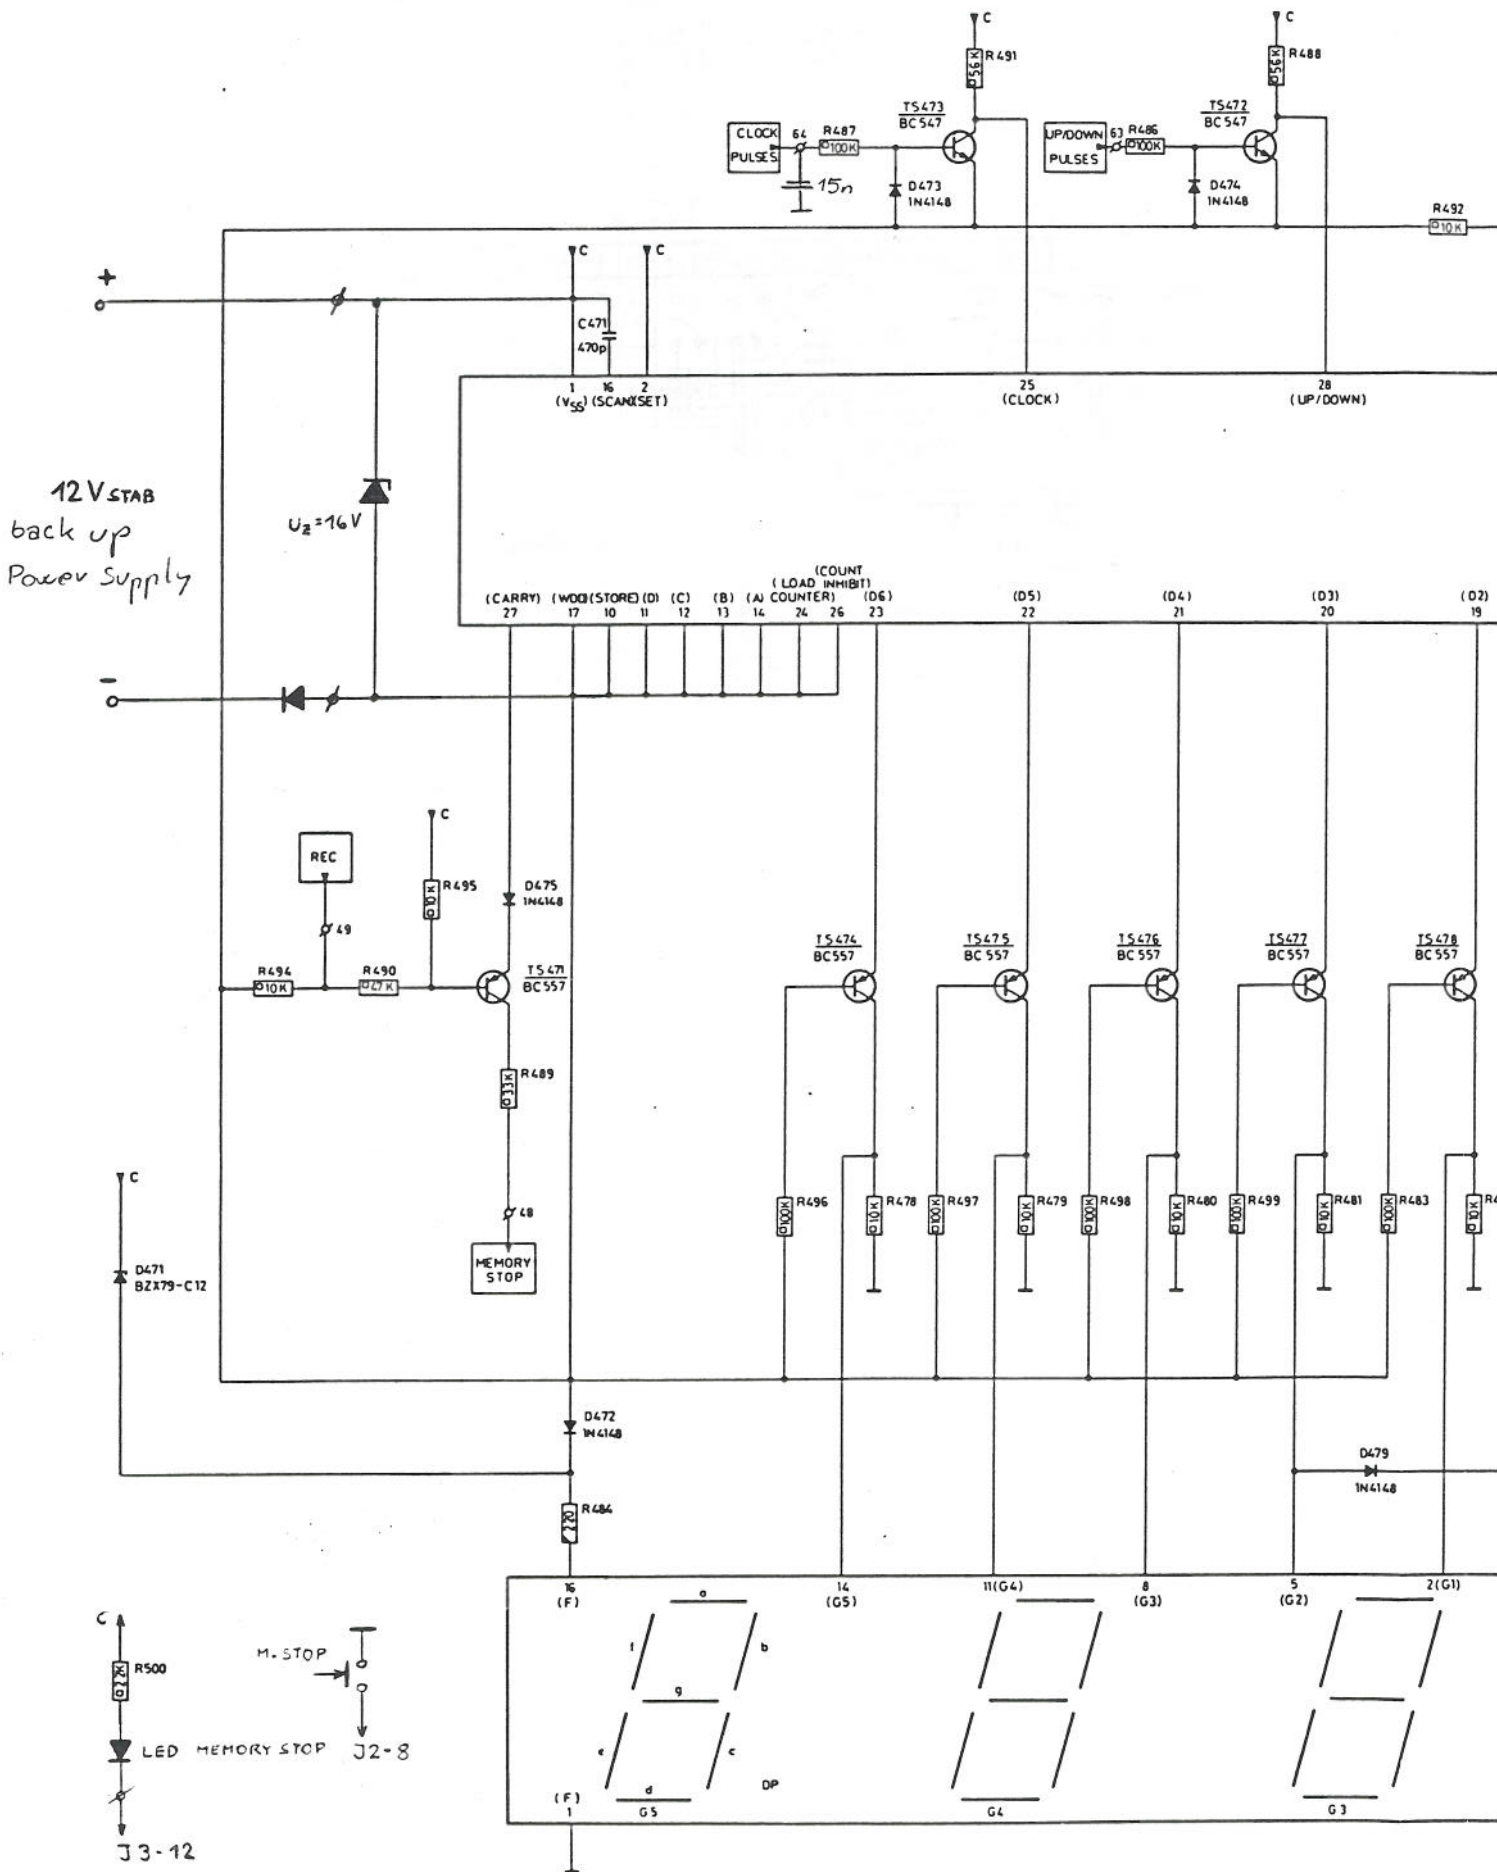 C
C
R491
56K
R488
56K
TS473
BC547
TS472
BC547
CLOCK
PULSES
64
R487
100K
UP/DOWN
PULSES
63
R486
100K
15n
D473
1N4148
D474
1N4148
R492
10K
+
C
C
C471
470p
1
16
2
(VSS)
(SCAN)
(SET)
25
(CLOCK)
28
(UP/DOWN)
12V STAB
back up
Power Supply
Uz=16V
(COUNT
(LOAD INHIBIT)
(CARRY)
(VDD)
(STORE)
(D)
(C)
(B)
(A)
COUNTER)
(D6)
(D5)
(D4)
(D3)
(D2)
27
17
10
11
12
13
14
24
26
23
22
21
20
19
-
C
REC
R495
10K
D475
1N4148
49
R494
10K
R490
47K
TS471
BC557
TS474
BC557
TS475
BC557
TS476
BC557
TS477
BC557
TS478
BC557
R489
33K
C
48
MEMORY
STOP
R496
100K
R478
10K
R497
100K
R479
10K
R498
100K
R480
10K
R499
100K
R481
10K
R483
100K
10K
D471
BZX79-C12
D472
1N4148
D479
1N4148
R484
220
16
(F)
14
(G5)
11(G4)
8
(G3)
5
(G2)
2(G1)
C
R500
22K
LED MEMORY STOP
J3-12
M.STOP
J2-8
a
f
b
g
e
c
d
DP
(F)
1
G5
G4
G3